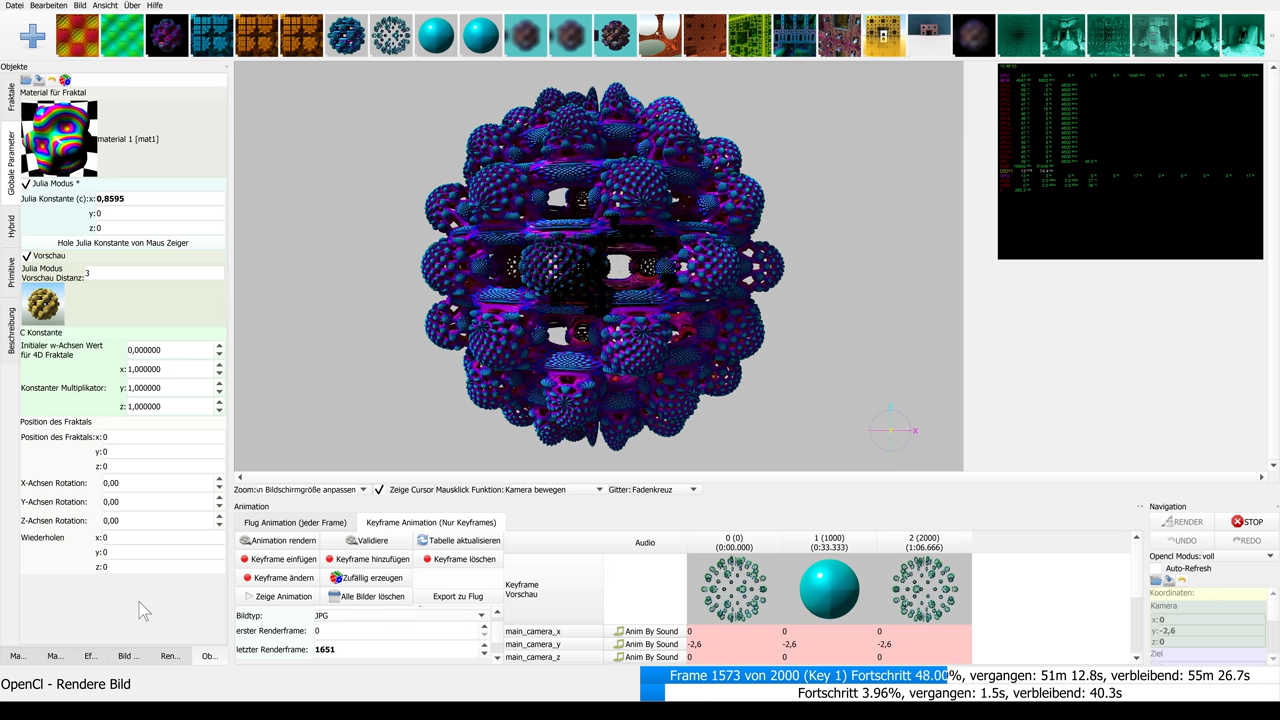 Datei Bearbeiten Bild Ansicht Über Hilfe
Objekte
Fraktale
Globale Parameter
Hybrid
Primitive
Beschreibung
Material für Fraktal
material 1 [mat1]
Julia Modus *
Julia Konstante (c): x: 0,8595
y: 0
z: 0
Hole Julia Konstante von Maus Zeiger
Vorschau
Julia Modus
Vorschau Distanz: 3
C Konstante
Initialer w-Achsen Wert
für 4D Fraktale
0,000000
x: 1,000000
Konstanter Multiplikator: y: 1,000000
z: 1,000000
Position des Fraktals
Position des Fraktals: x: 0
y: 0
z: 0
X-Achsen Rotation: 0,00
Y-Achsen Rotation: 0,00
Z-Achsen Rotation: 0,00
Wiederholen x: 0
y: 0
z: 0
Ma... Ma... Ef... Bild ... Ren... Ob...
x
Zeige Cursor Mausklick Funktion: Kamera bewegen Gitter: Fadenkreuz
Animation
Flug Animation (jeder Frame) Keyframe Animation (Nur Keyframes)
Animation rendern Validiere Tabelle aktualisieren
Keyframe einfügen Keyframe hinzufügen Keyframe löschen
Keyframe ändern Zufällig erzeugen
Zeige Animation Alle Bilder löschen Export zu Flug
Bildtyp: JPG
erster Renderframe: 0
letzter Renderframe: 1651
Audio
0 (0)
(0:00.000)
1 (1000)
(0:33.333)
2 (2000)
(1:06.666)
Keyframe
Vorschau
main_camera_x Anim By Sound 0 0 0
main_camera_y Anim By Sound -2,6 -2,6 -2,6
main_camera_z Anim By Sound 0 0 0
Navigation
RENDER STOP
UNDO REDO
Opencl Modus: voll
Auto-Refresh
Koordinaten:
Kamera
x: 0
y: -2,6
z: 0
Ziel
OpenCl - Rendere Bild
Frame 1573 von 2000 (Key 1) Fortschritt 48.00%, vergangen: 51m 12.8s, verbleibend: 55m 26.7s
Fortschritt 3.96%, vergangen: 1.5s, verbleibend: 40.3s